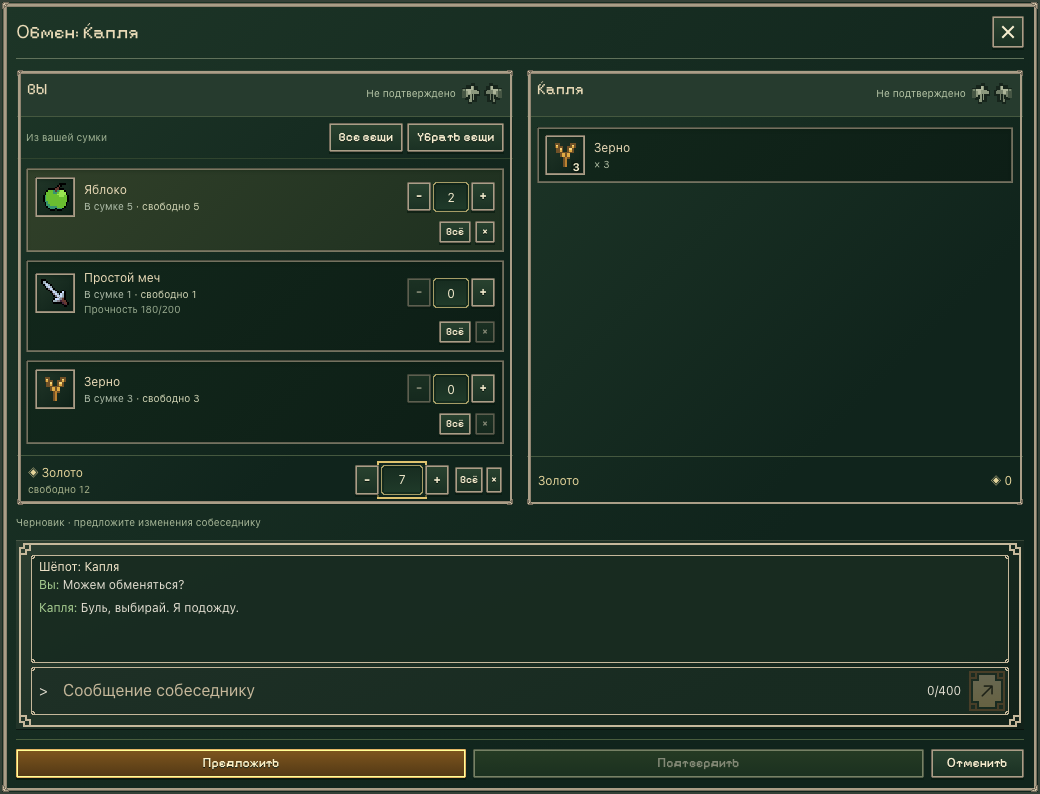 Обмен: Капля
Вы
Не подтверждено
Из вашей сумки
Все вещи
Убрать вещи
Яблоко
В сумке 5 · свободно 5
- 2 +
Всё ×
Простой меч
В сумке 1 · свободно 1
Прочность 180/200
- 0 +
Всё ×
Зерно
В сумке 3 · свободно 3
- 0 +
Всё ×
Золото
свободно 12
- 7 + Всё ×
Капля
Не подтверждено
3
Зерно
× 3
Золото
0
Черновик · предложите изменения собеседнику
Шёпот: Капля
Вы: Можем обменяться?
Капля: Буль, выбирай. Я подожду.
> Сообщение собеседнику
0/400
Предложить
Подтвердить
Отменить